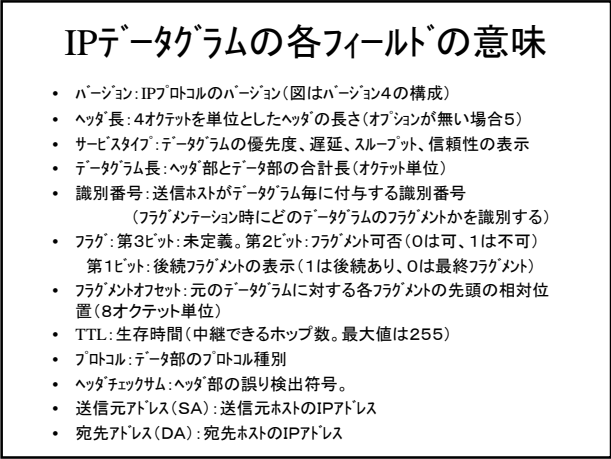 IPﾃﾞｰﾀｸﾞﾗﾑの各ﾌｨｰﾙﾄﾞの意味
• ﾊﾞｰｼﾞｮﾝ：IPﾌﾟﾛﾄｺﾙのﾊﾞｰｼﾞｮﾝ（図はﾊﾞｰｼﾞｮﾝ４の構成）
• ﾍｯﾀﾞ長：４ｵｸﾃｯﾄを単位としたﾍｯﾀﾞの長さ（ｵﾌﾟｼｮﾝが無い場合５）
• ｻｰﾋﾞｽﾀｲﾌﾟ：ﾃﾞｰﾀｸﾞﾗﾑの優先度、遅延、ｽﾙｰﾌﾟｯﾄ、信頼性の表示
• ﾃﾞｰﾀｸﾞﾗﾑ長：ﾍｯﾀﾞ部とﾃﾞｰﾀ部の合計長（ｵｸﾃｯﾄ単位）
• 識別番号：送信ﾎｽﾄがﾃﾞｰﾀｸﾞﾗﾑ毎に付与する識別番号
（ﾌﾗｸﾞﾒﾝﾃｰｼｮﾝ時にどのﾃﾞｰﾀｸﾞﾗﾑのﾌﾗｸﾞﾒﾝﾄかを識別する）
• ﾌﾗｸﾞ：第３ﾋﾞｯﾄ：未定義。第２ﾋﾞｯﾄ：ﾌﾗｸﾞﾒﾝﾄ可否（０は可、１は不可）
第１ﾋﾞｯﾄ：後続ﾌﾗｸﾞﾒﾝﾄの表示（１は後続あり、０は最終ﾌﾗｸﾞﾒﾝﾄ）
• ﾌﾗｸﾞﾒﾝﾄｵﾌｾｯﾄ：元のﾃﾞｰﾀｸﾞﾗﾑに対する各ﾌﾗｸﾞﾒﾝﾄの先頭の相対位
置（８オクテット単位）
• TTL：生存時間（中継できるホップ数。最大値は２５５）
• ﾌﾟﾛﾄｺﾙ：ﾃﾞｰﾀ部のﾌﾟﾛﾄｺﾙ種別
• ﾍｯﾀﾞﾁｪｯｸｻﾑ：ﾍｯﾀﾞ部の誤り検出符号。
• 送信元ｱﾄﾞﾚｽ（ＳＡ）：送信元ﾎｽﾄのIPｱﾄﾞﾚｽ
• 宛先ｱﾄﾞﾚｽ（ＤＡ）：宛先ﾎｽﾄのIPｱﾄﾞﾚｽ